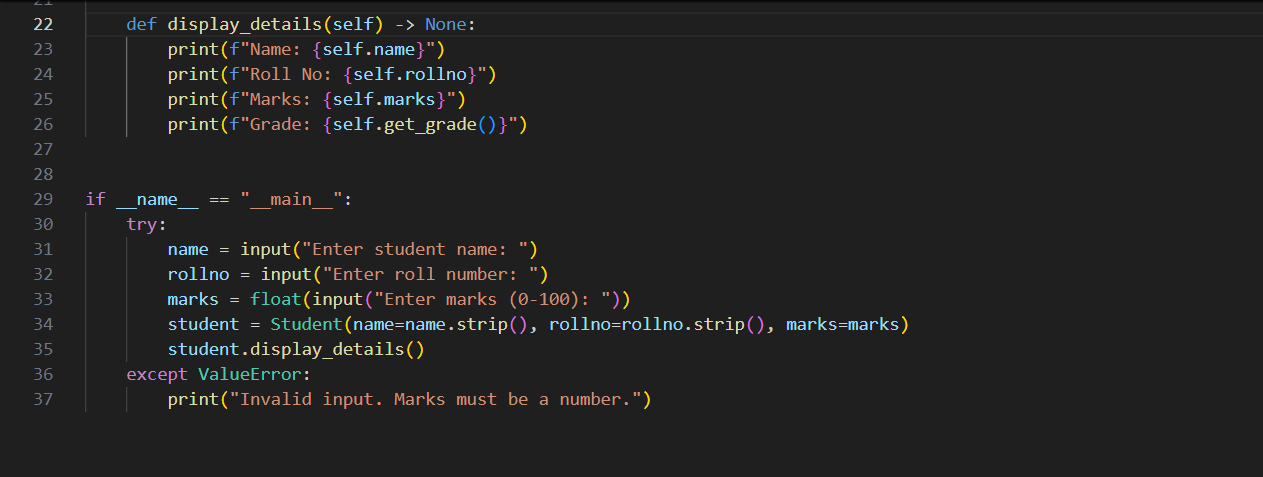 22 def display_details(self) -> None:
23 print(f"Name: {self.name}")
24 print(f"Roll No: {self.rollno}")
25 print(f"Marks: {self.marks}")
26 print(f"Grade: {self.get_grade()}")
27
28
29 if __name__ == "__main__":
30 try:
31 name = input("Enter student name: ")
32 rollno = input("Enter roll number: ")
33 marks = float(input("Enter marks (0-100): "))
34 student = Student(name=name.strip(), rollno=rollno.strip(), marks=marks)
35 student.display_details()
36 except ValueError:
37 print("Invalid input. Marks must be a number.")